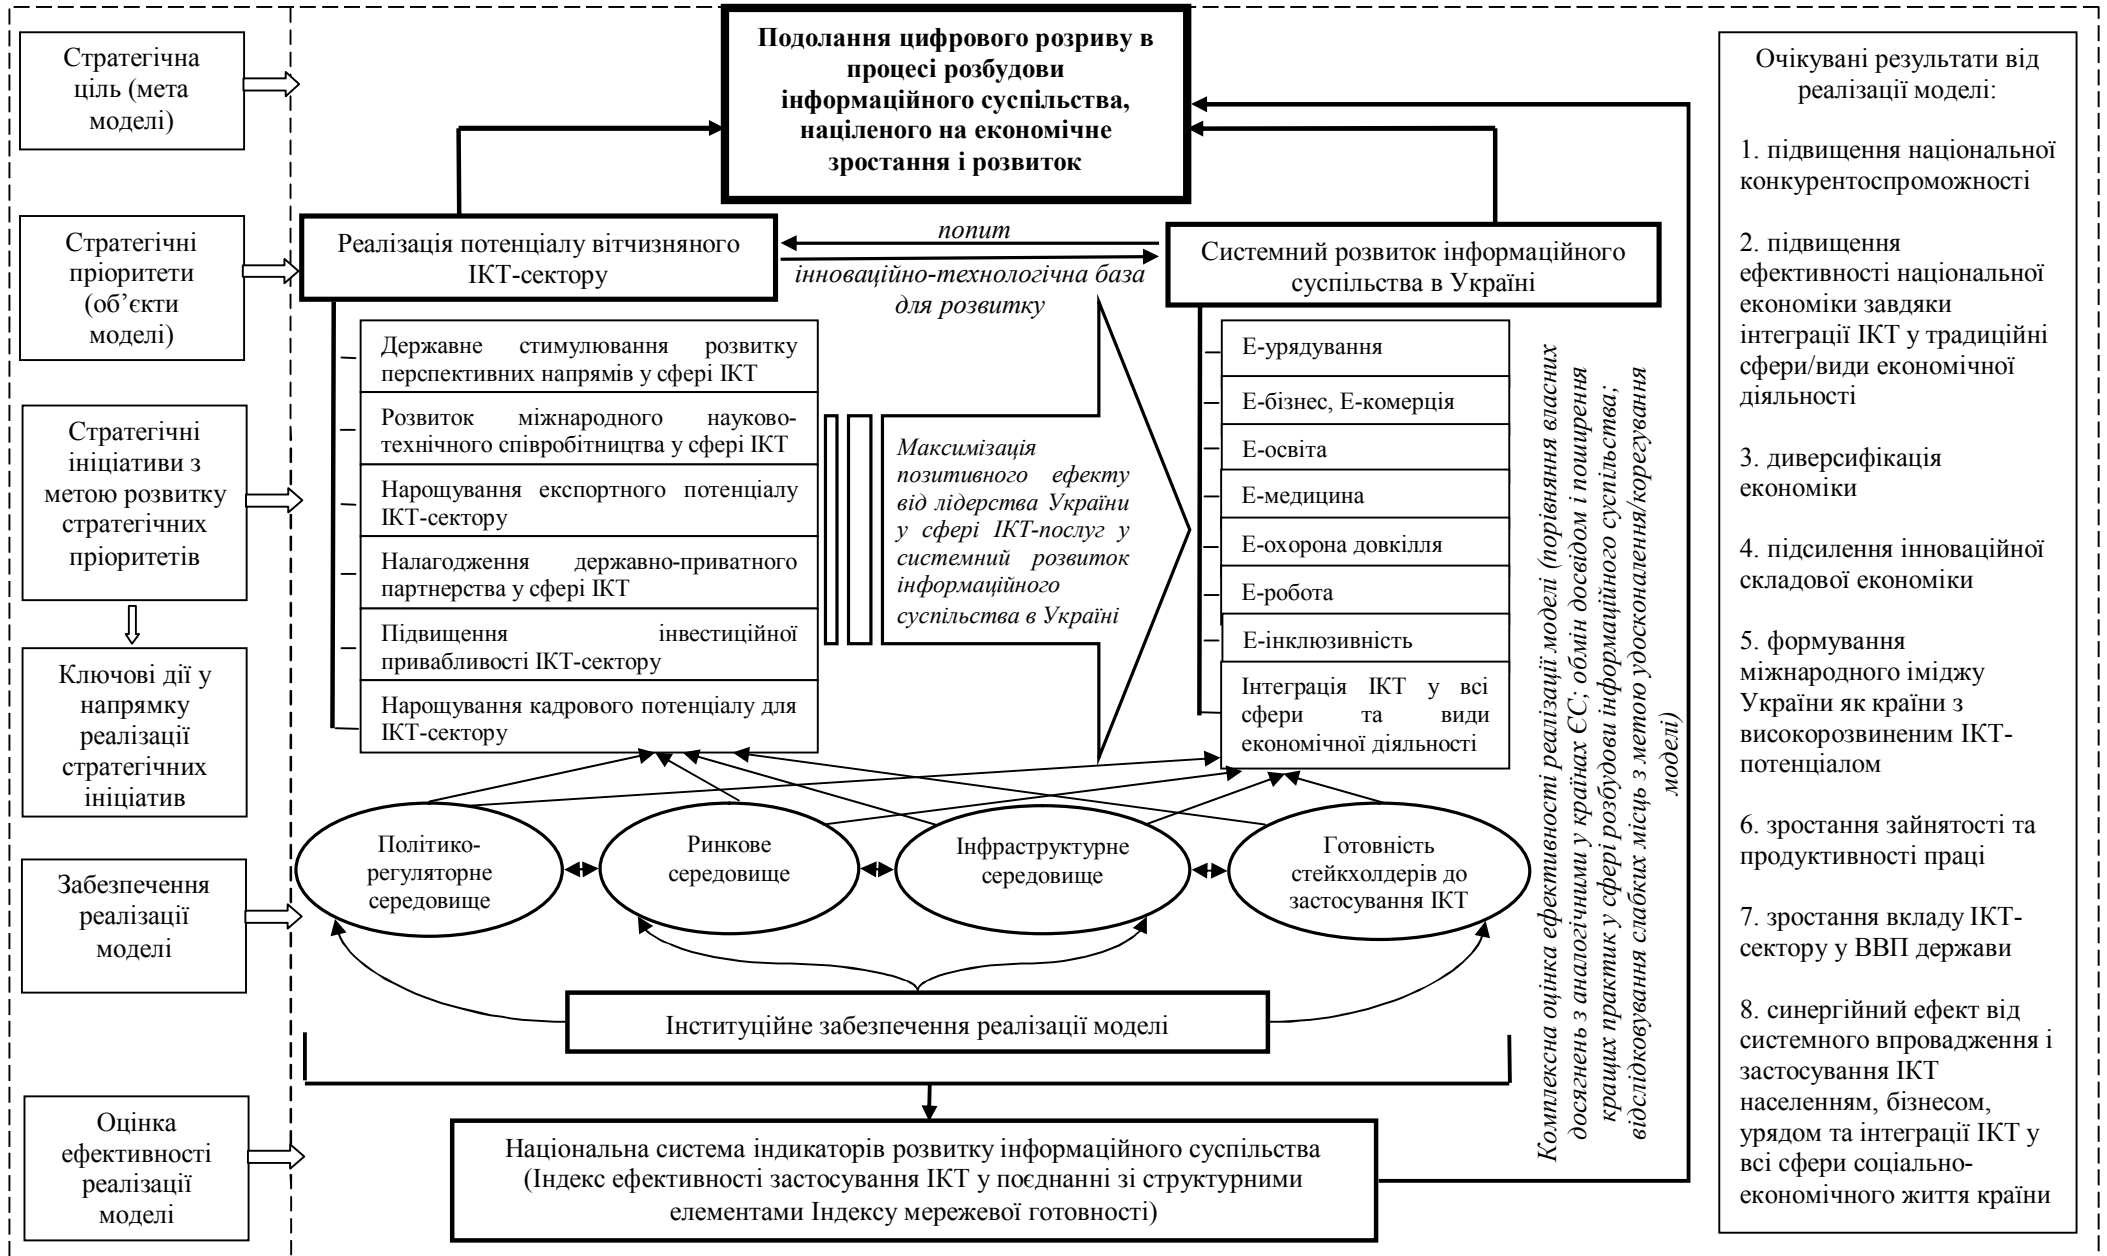 Стратегічна
ціль (мета
моделі)
Стратегічні
пріоритети
(об’єкти
моделі)
Стратегічні
ініціативи з
метою розвитку
стратегічних
пріоритетів
Ключові дії у
напрямку
реалізації
стратегічних
ініціатив
Забезпечення
реалізації
моделі
Оцінка
ефективності
реалізації
моделі
Подолання цифрового розриву в
процесі розбудови
інформаційного суспільства,
націленого на економічне
зростання і розвиток
Реалізація потенціалу вітчизняного
ІКТ-сектору
попит
інноваційно-технологічна база
для розвитку
Системний розвиток інформаційного
суспільства в Україні
Державне стимулювання розвитку
перспективних напрямів у сфері ІКТ
Розвиток міжнародного науково-
технічного співробітництва у сфері ІКТ
Нарощування експортного потенціалу
ІКТ-сектору
Налагодження державно-приватного
партнерства у сфері ІКТ
Підвищення інвестиційної
привабливості ІКТ-сектору
Нарощування кадрового потенціалу для
ІКТ-сектору
Максимізація
позитивного ефекту
від лідерства України
у сфері ІКТ-послуг у
системний розвиток
інформаційного
суспільства в Україні
Е-урядування
Е-бізнес, Е-комерція
Е-освіта
Е-медицина
Е-охорона довкілля
Е-робота
Е-інклюзивність
Інтеграція ІКТ у всі
сфери та види
економічної діяльності
Політико-
регуляторне
середовище
Ринкове
середовище
Інфраструктурне
середовище
Готовність
стейкхолдерів до
застосування ІКТ
Інституційне забезпечення реалізації моделі
Національна система індикаторів розвитку інформаційного суспільства
(Індекс ефективності застосування ІКТ у поєднанні зі структурними
елементами Індексу мережевої готовності)
Комплексна оцінка ефективності реалізації моделі (порівняння власних
досягнень з аналогічними у країнах ЄС; обмін досвідом і поширення
кращих практик у сфері розбудови інформаційного суспільства;
відслідковування слабких місць з метою удосконалення/корегування
моделі)
Очікувані результати від
реалізації моделі:
1. підвищення національної
конкурентоспроможності
2. підвищення
ефективності національної
економіки завдяки
інтеграції ІКТ у традиційні
сфери/види економічної
діяльності
3. диверсифікація
економіки
4. підсилення інноваційної
складової економіки
5. формування
міжнародного іміджу
України як країни з
високорозвиненим ІКТ-
потенціалом
6. зростання зайнятості та
продуктивності праці
7. зростання вкладу ІКТ-
сектору у ВВП держави
8. синергійний ефект від
системного впровадження і
застосування ІКТ
населенням, бізнесом,
урядом та інтеграції ІКТ у
всі сфери соціально-
економічного життя країни